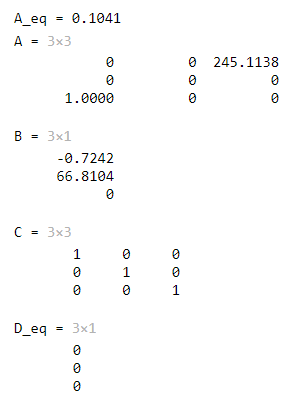 A_eq = 0.1041
A = 3×3
0 0 245.1138
0 0 0
1.0000 0 0
B = 3×1
-0.7242
66.8104
0
C = 3×3
1 0 0
0 1 0
0 0 1
D_eq = 3×1
0
0
0